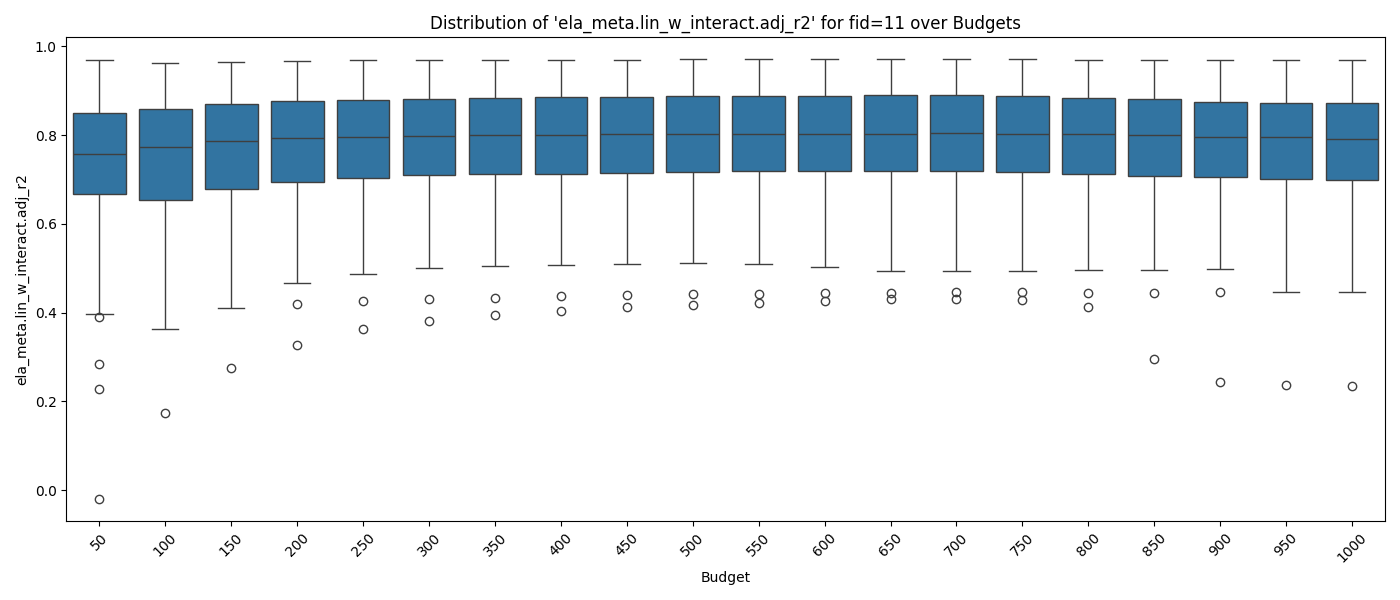 Distribution of 'ela_meta.lin_w_interact.adj_r2' for fid=11 over Budgets
ela_meta.lin_w_interact.adj_r2
1.0
0.8
0.6
0.4
0.2
0.0
50 100 150 200 250 300 350 400 450 500 550 600 650 700 750 800 850 900 950 1000
Budget